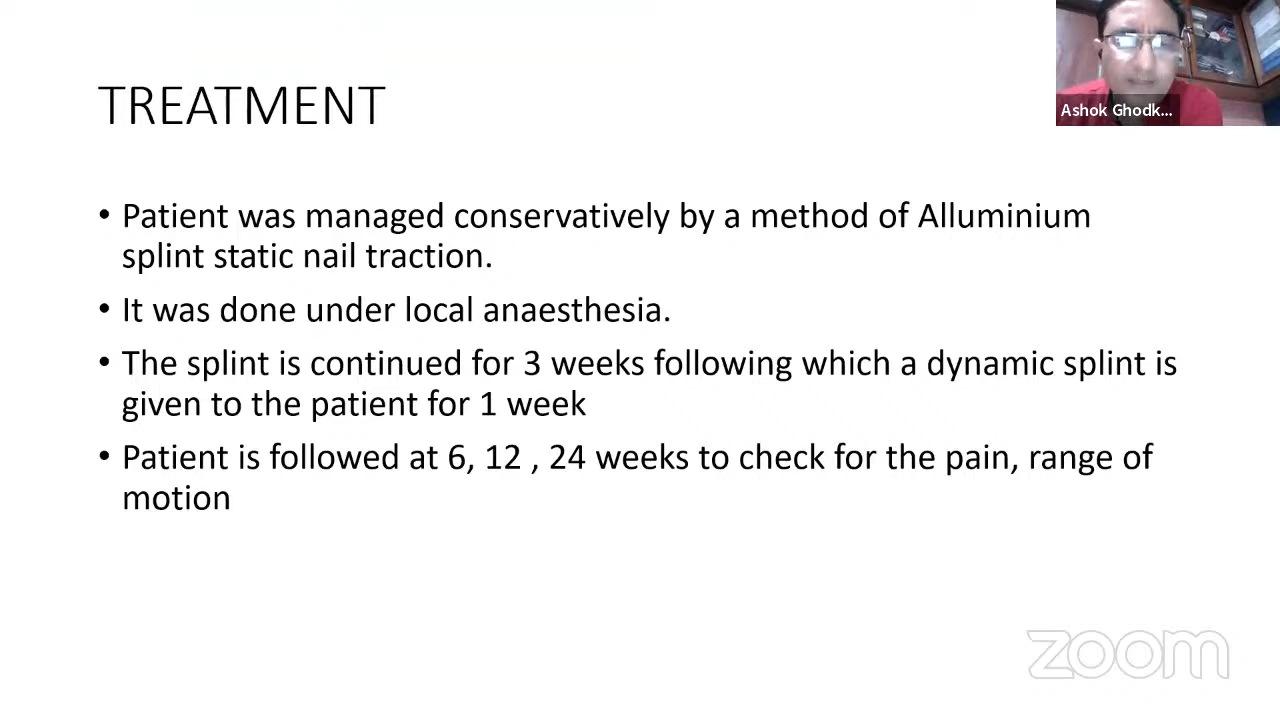 Ashok Ghodk...
TREATMENT
• Patient was managed conservatively by a method of Alluminium
splint static nail traction.
• It was done under local anaesthesia.
• The splint is continued for 3 weeks following which a dynamic splint is
given to the patient for 1 week
• Patient is followed at 6, 12 , 24 weeks to check for the pain, range of
motion
zoom